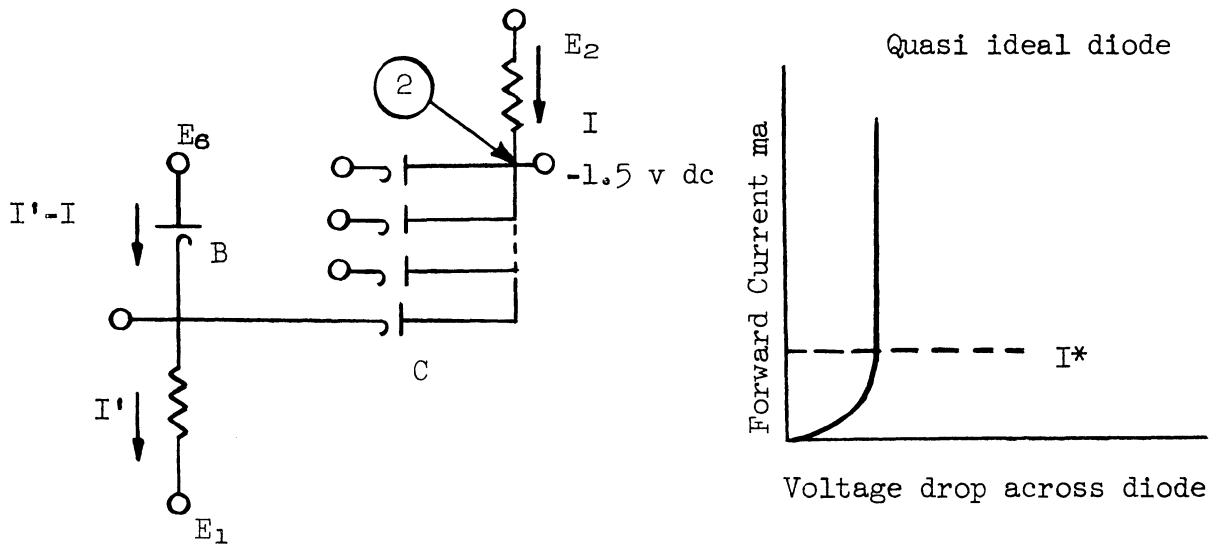 E2
Quasi ideal diode
2
I
E6
-1.5 v dc
I'-I
B
C
I'
E1
Forward Current ma
I*
Voltage drop across diode